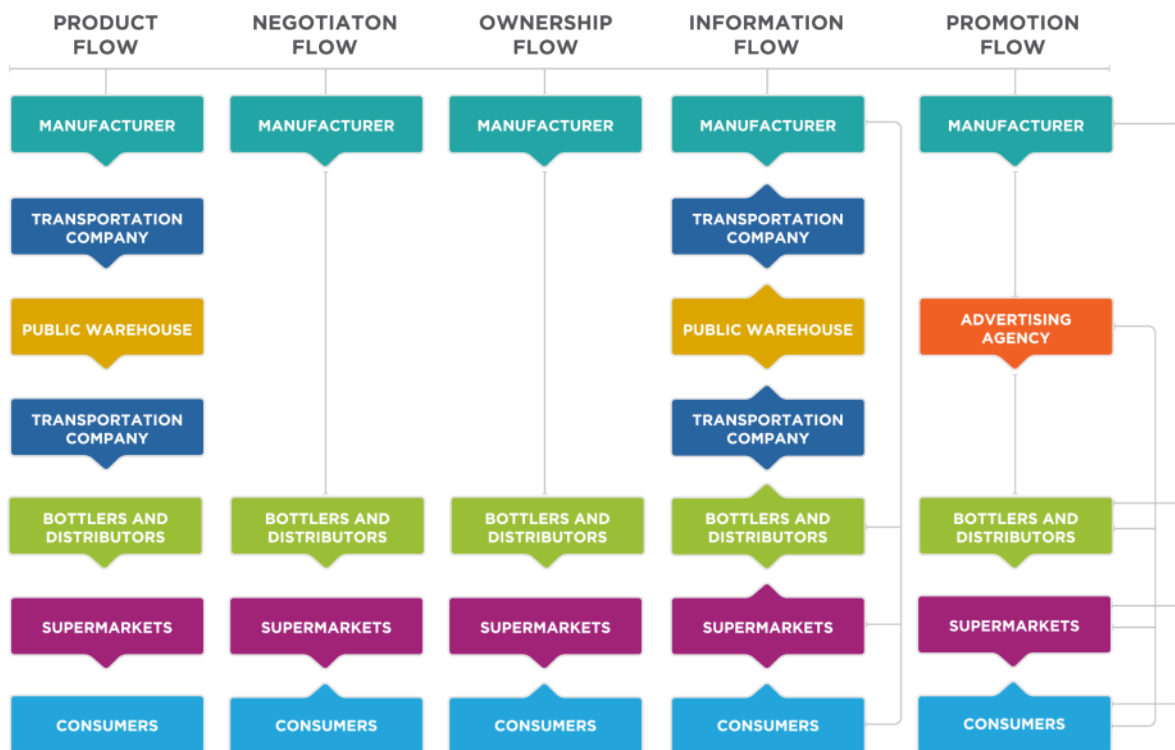 PRODUCT
FLOW
NEGOTIATON
FLOW
OWNERSHIP
FLOW
INFORMATION
FLOW
PROMOTION
FLOW
MANUFACTURER
MANUFACTURER
MANUFACTURER
MANUFACTURER
MANUFACTURER
TRANSPORTATION
COMPANY
TRANSPORTATION
COMPANY
PUBLIC WAREHOUSE
PUBLIC WAREHOUSE
ADVERTISING
AGENCY
TRANSPORTATION
COMPANY
TRANSPORTATION
COMPANY
BOTTLERS AND
DISTRIBUTORS
BOTTLERS AND
DISTRIBUTORS
BOTTLERS AND
DISTRIBUTORS
BOTTLERS AND
DISTRIBUTORS
BOTTLERS AND
DISTRIBUTORS
SUPERMARKETS
SUPERMARKETS
SUPERMARKETS
SUPERMARKETS
SUPERMARKETS
CONSUMERS
CONSUMERS
CONSUMERS
CONSUMERS
CONSUMERS